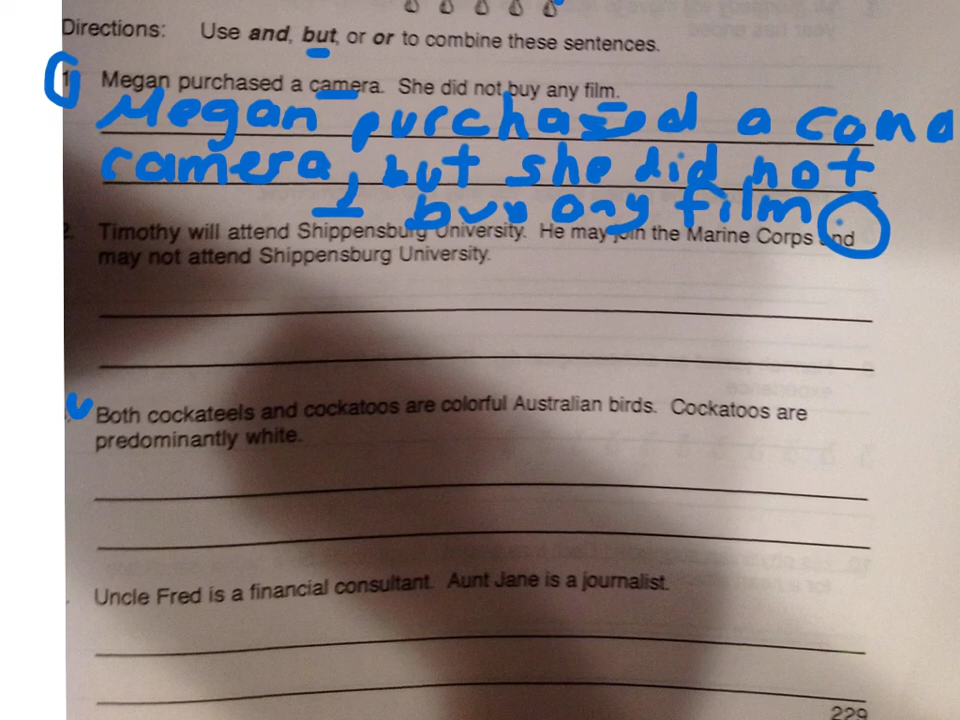 Directions: Use and, but, or or to combine these sentences.
1. Megan purchased a camera. She did not buy any film.
Megan purchased a
camera, but she did not
buy any film.
2. Timothy will attend Shippensburg University. He may join the Marine Corps and
may not attend Shippensburg University.
Both cockateels and cockatoos are colorful Australian birds. Cockatoos are
predominantly white.
Uncle Fred is a financial consultant. Aunt Jane is a journalist.
229